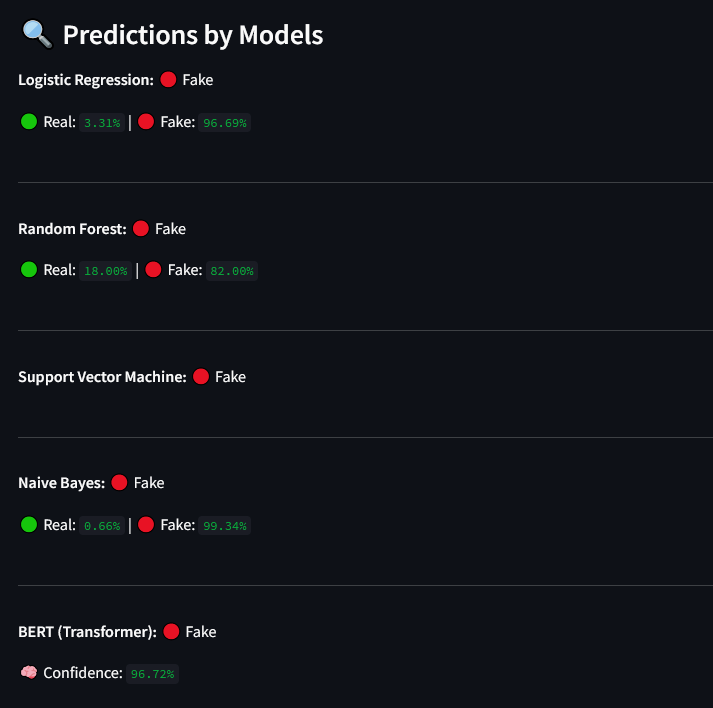 🔍 Predictions by Models
Logistic Regression: 🔴 Fake
🟢 Real: 3.31% | 🔴 Fake: 96.69%
Random Forest: 🔴 Fake
🟢 Real: 18.00% | 🔴 Fake: 82.00%
Support Vector Machine: 🔴 Fake
Naive Bayes: 🔴 Fake
🟢 Real: 0.66% | 🔴 Fake: 99.34%
BERT (Transformer): 🔴 Fake
🧠 Confidence: 96.72%